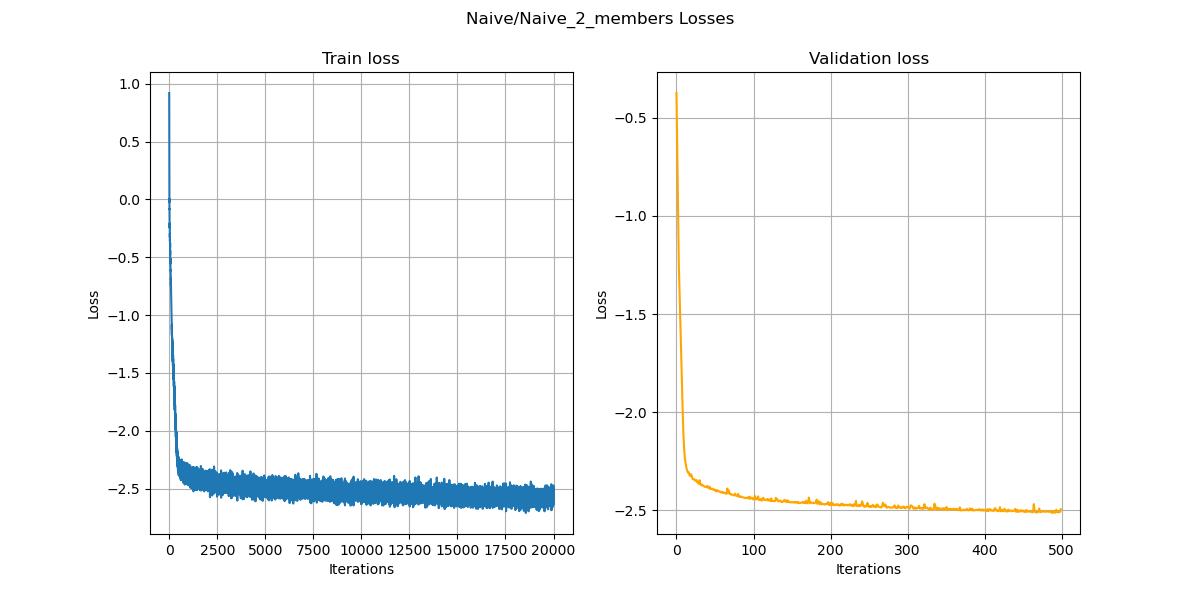 Naive/Naive_2_members Losses
Train loss
1.0
0.5
0.0
−0.5
−1.0
−1.5
−2.0
−2.5
Loss
0 2500 5000 7500 10000 12500 15000 17500 20000
Iterations
Validation loss
−0.5
−1.0
−1.5
−2.0
−2.5
Loss
0 100 200 300 400 500
Iterations